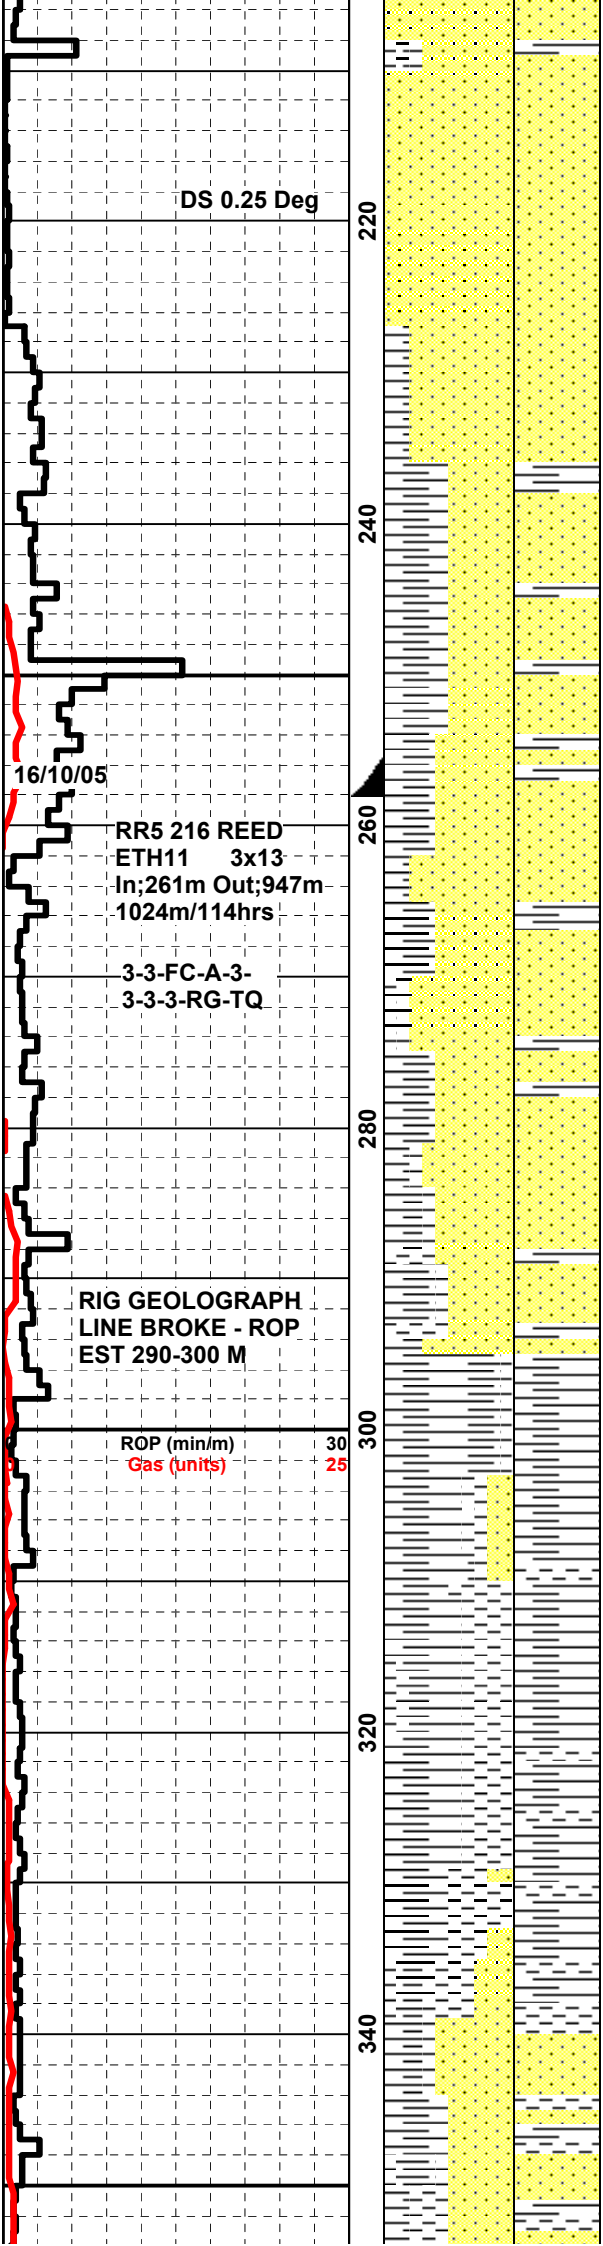 DS 0.25 Deg
220
240
16/10/05
260
RR5 216 REED
ETH11 3x13
In;261m Out;947m
1024m/114hrs
3-3-FC-A-3-
3-3-3-RG-TQ
280
RIG GEOLOGRAPH
LINE BROKE - ROP
EST 290-300 M
300
ROP (min/m) 30
Gas (units) 25
320
340